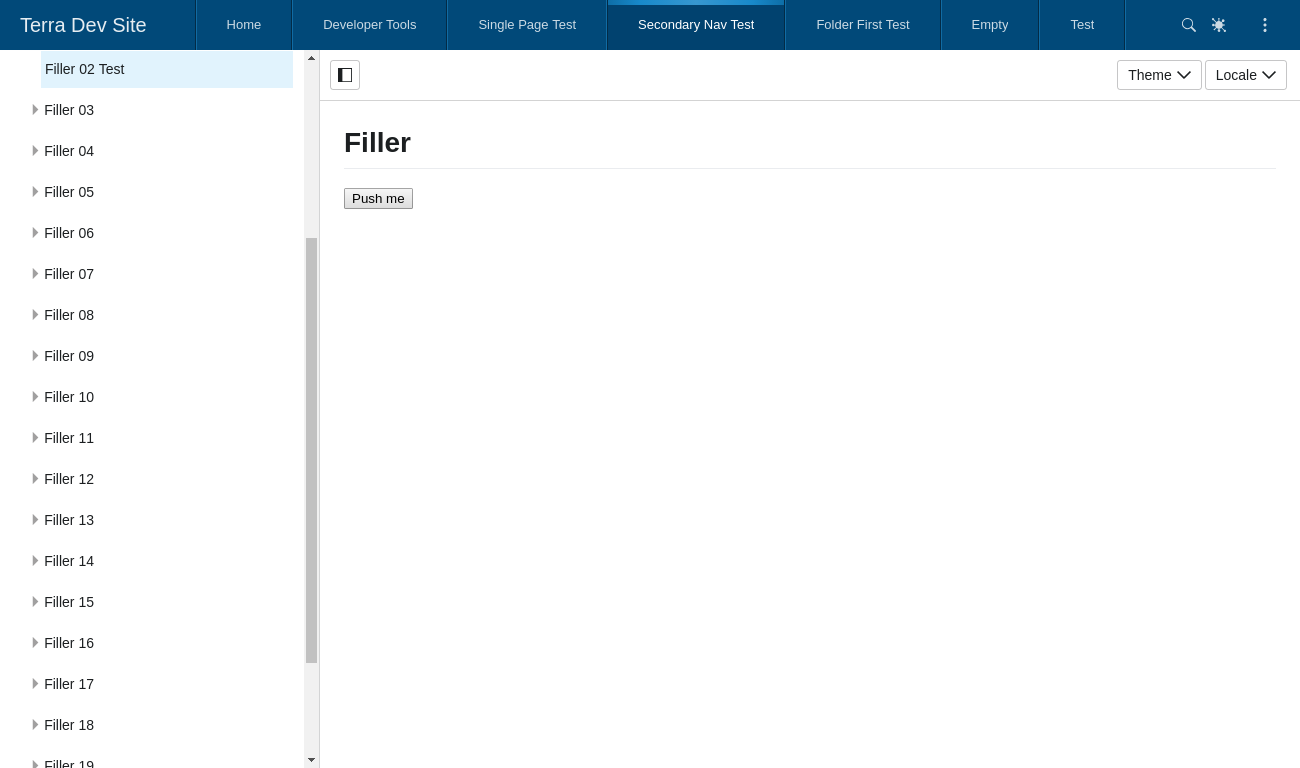 Terra Dev Site
Home
Developer Tools
Single Page Test
Secondary Nav Test
Folder First Test
Empty
Test
Filler 02 Test
Filler 03
Filler 04
Filler 05
Filler 06
Filler 07
Filler 08
Filler 09
Filler 10
Filler 11
Filler 12
Filler 13
Filler 14
Filler 15
Filler 16
Filler 17
Filler 18
Filler 19
Theme
Locale
Filler
Push me